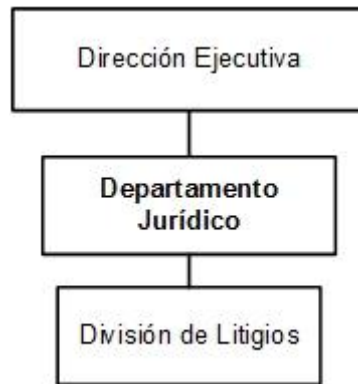 Dirección Ejecutiva
Departamento
Jurídico
División de Litigios